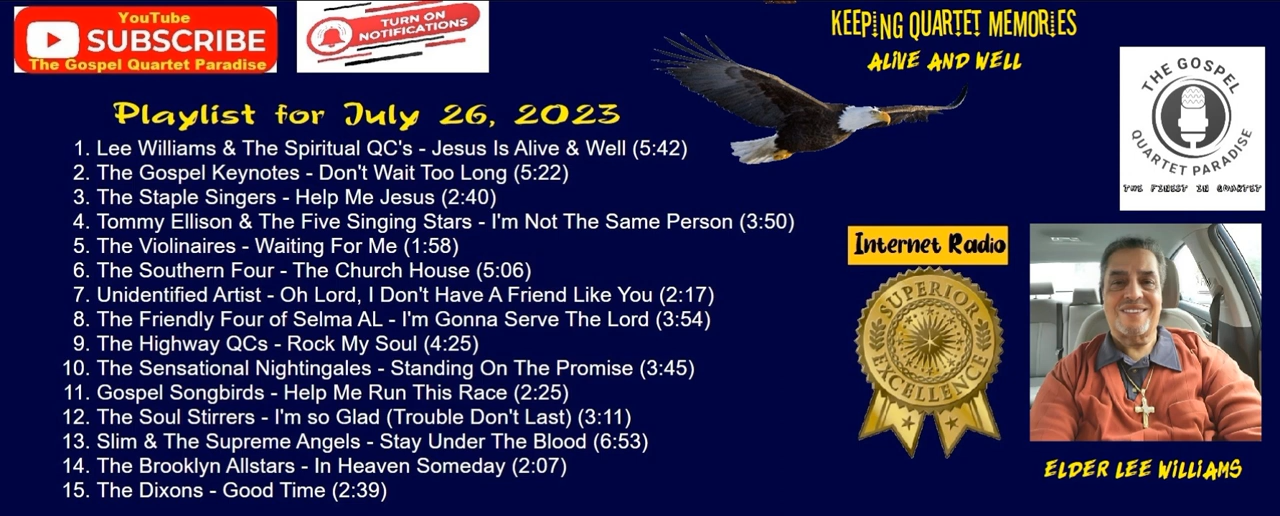 YouTube
SUBSCRIBE
The Gospel Quartet Paradise
TURN ON
NOTIFICATIONS
KEEPING QUARTET MEMORIES
ALIVE AND WELL
THE GOSPEL
QUARTET PARADISE
THE FINEST IN QUARTET
Playlist for July 26, 2023
1. Lee Williams & The Spiritual QC's - Jesus Is Alive & Well (5:42)
2. The Gospel Keynotes - Don't Wait Too Long (5:22)
3. The Staple Singers - Help Me Jesus (2:40)
4. Tommy Ellison & The Five Singing Stars - I'm Not The Same Person (3:50)
5. The Violinaires - Waiting For Me (1:58)
6. The Southern Four - The Church House (5:06)
7. Unidentified Artist - Oh Lord, I Don't Have A Friend Like You (2:17)
8. The Friendly Four of Selma AL - I'm Gonna Serve The Lord (3:54)
9. The Highway QCs - Rock My Soul (4:25)
10. The Sensational Nightingales - Standing On The Promise (3:45)
11. Gospel Songbirds - Help Me Run This Race (2:25)
12. The Soul Stirrers - I'm so Glad (Trouble Don't Last) (3:11)
13. Slim & The Supreme Angels - Stay Under The Blood (6:53)
14. The Brooklyn Allstars - In Heaven Someday (2:07)
15. The Dixons - Good Time (2:39)
Internet Radio
SUPERIOR
EXCELLENCE
ELDER LEE WILLIAMS